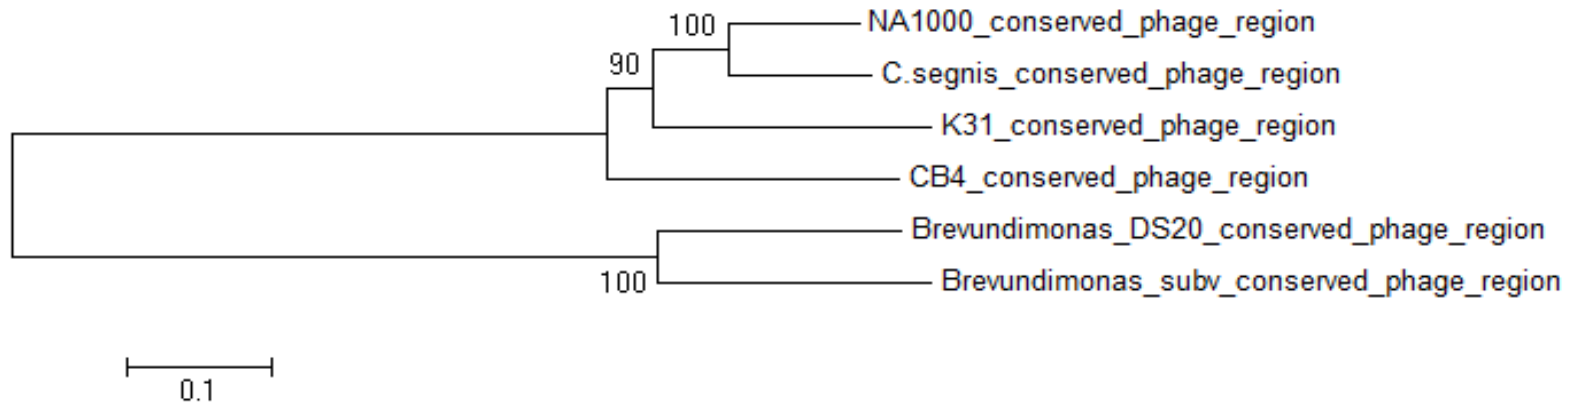 100
NA1000_conserved_phage_region
C.segnis_conserved_phage_region
90
K31_conserved_phage_region
CB4_conserved_phage_region
Brevundimonas_DS20_conserved_phage_region
100
Brevundimonas_subv_conserved_phage_region
0.1